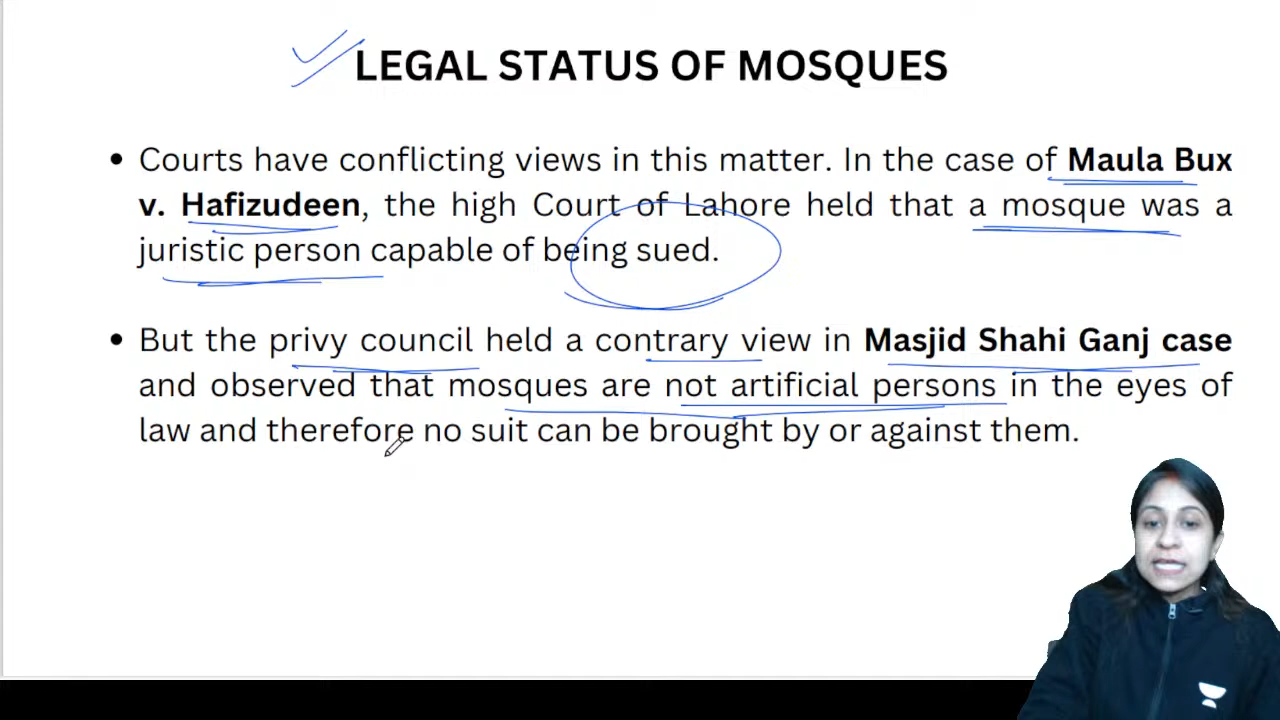 LEGAL STATUS OF MOSQUES
• Courts have conflicting views in this matter. In the case of Maula Bux
v. Hafizudeen, the high Court of Lahore held that a mosque was a
juristic person capable of being sued.
• But the privy council held a contrary view in Masjid Shahi Ganj case
and observed that mosques are not artificial persons in the eyes of
law and therefore no suit can be brought by or against them.